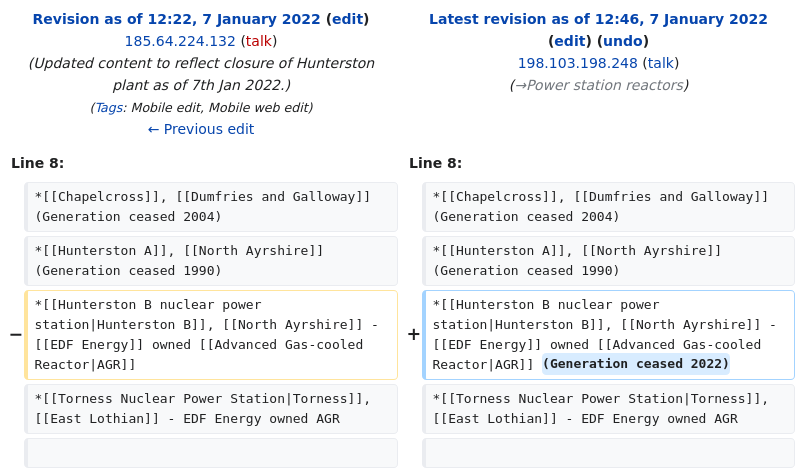 Revision as of 12:22, 7 January 2022 (edit)
185.64.224.132 (talk)
(Updated content to reflect closure of Hunterston
plant as of 7th Jan 2022.)
(Tags: Mobile edit, Mobile web edit)
← Previous edit
Latest revision as of 12:46, 7 January 2022
(edit) (undo)
198.103.198.248 (talk)
(→Power station reactors)
Line 8:
*[[Chapelcross]], [[Dumfries and Galloway]]
(Generation ceased 2004)
*[[Hunterston A]], [[North Ayrshire]]
(Generation ceased 1990)
− *[[Hunterston B nuclear power
station|Hunterston B]], [[North Ayrshire]] -
[[EDF Energy]] owned [[Advanced Gas-cooled
Reactor|AGR]]
*[[Torness Nuclear Power Station|Torness]],
[[East Lothian]] - EDF Energy owned AGR
Line 8:
*[[Chapelcross]], [[Dumfries and Galloway]]
(Generation ceased 2004)
*[[Hunterston A]], [[North Ayrshire]]
(Generation ceased 1990)
+ *[[Hunterston B nuclear power
station|Hunterston B]], [[North Ayrshire]] -
[[EDF Energy]] owned [[Advanced Gas-cooled
Reactor|AGR]] (Generation ceased 2022)
*[[Torness Nuclear Power Station|Torness]],
[[East Lothian]] - EDF Energy owned AGR